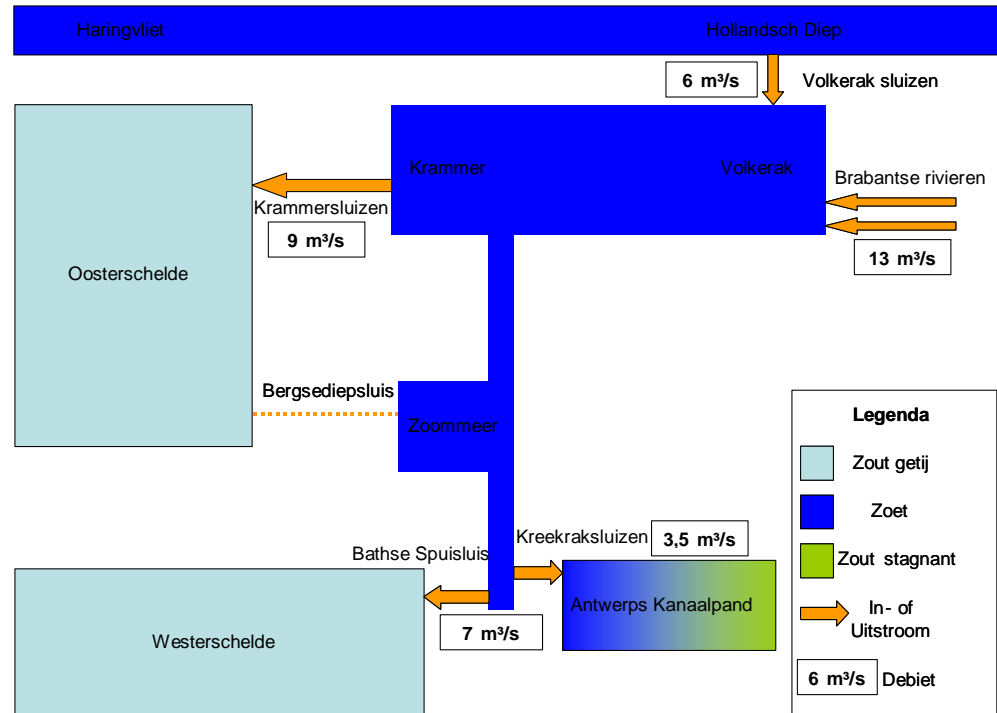 Haringvliet
Hollandsch Diep
6 m³/s
Volkerak sluizen
Krammer
Volkerak
Brabantse rivieren
Krammersluizen
9 m³/s
13 m³/s
Oosterschelde
Bergsediepsluis
Zoommeer
Legenda
Zout getij
Zoet
Zout stagnant
In- of
Uitstroom
6 m³/s Debiet
Kreekraksluizen
3,5 m³/s
Bathse Spuisluis
Antwerps Kanaalpand
7 m³/s
Westerschelde